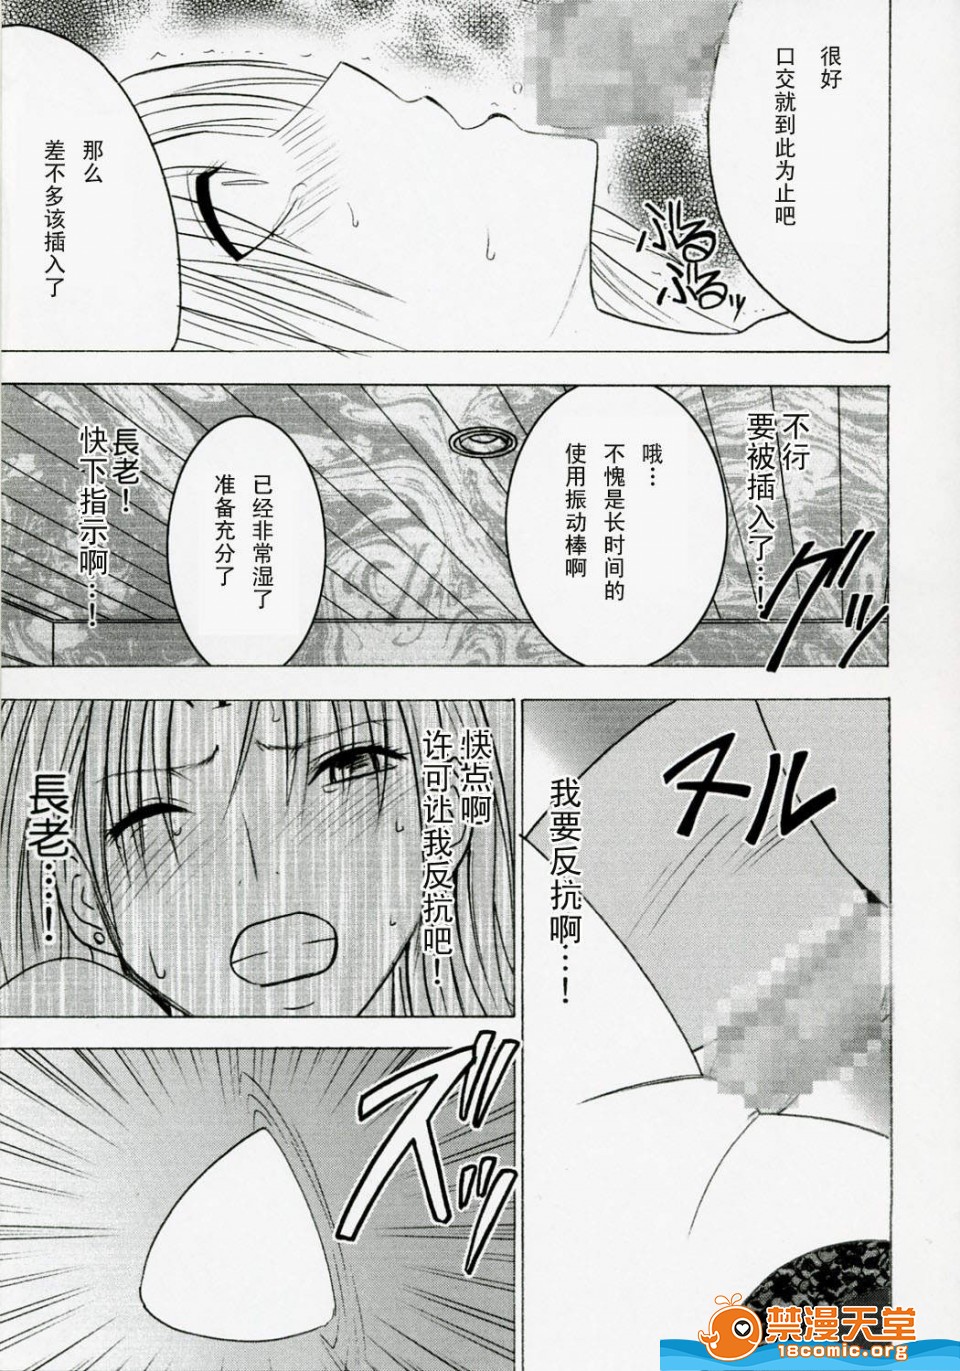 很好
口交就到此为止吧
ぶるぶるッ
那么
差不多该插入了
不行
要被插入了…！
グッ
哦…
不愧是长时间的
使用振动棒啊
已经非常湿了
准备充分了
長老！
快下指示啊…！
ヌル
我要反抗啊…！
快点啊
许可让我反抗吧！
長老…！
ズズ
禁漫天堂
18comic.org